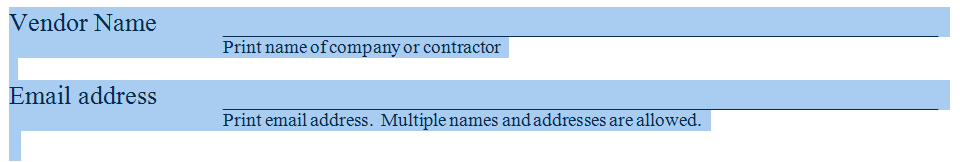 Vendor Name
Print name of company or contractor
Email address
Print email address.  Multiple names and addresses are allowed.